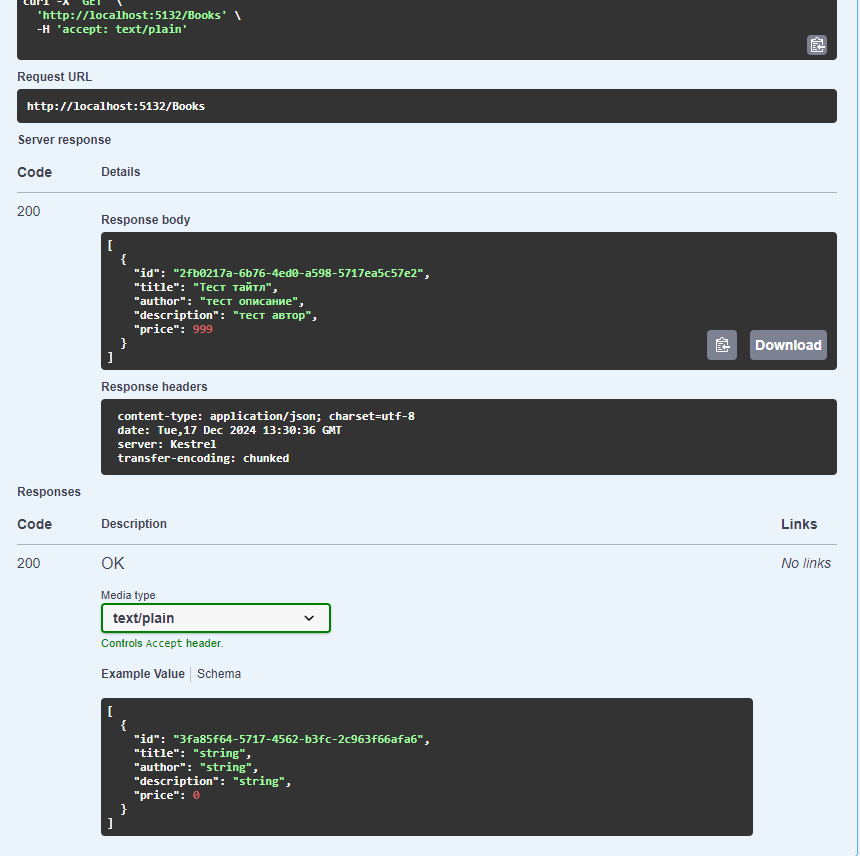 curl -X 'GET' \
  'http://localhost:5132/Books' \
  -H 'accept: text/plain'
Request URL
http://localhost:5132/Books
Server response
Code Details
200
Response body
[
  {
    "id": "2fb0217a-6b76-4ed0-a598-5717ea5c57e2",
    "title": "Тест тайтл",
    "author": "тест описание",
    "description": "тест автор",
    "price": 999
  }
]
Download
Response headers
content-type: application/json; charset=utf-8
date: Tue,17 Dec 2024 13:30:36 GMT
server: Kestrel
transfer-encoding: chunked
Responses
Code Description Links
200 OK No links
Media type
text/plain
Controls Accept header.
Example Value Schema
[
  {
    "id": "3fa85f64-5717-4562-b3fc-2c963f66afa6",
    "title": "string",
    "author": "string",
    "description": "string",
    "price": 0
  }
]